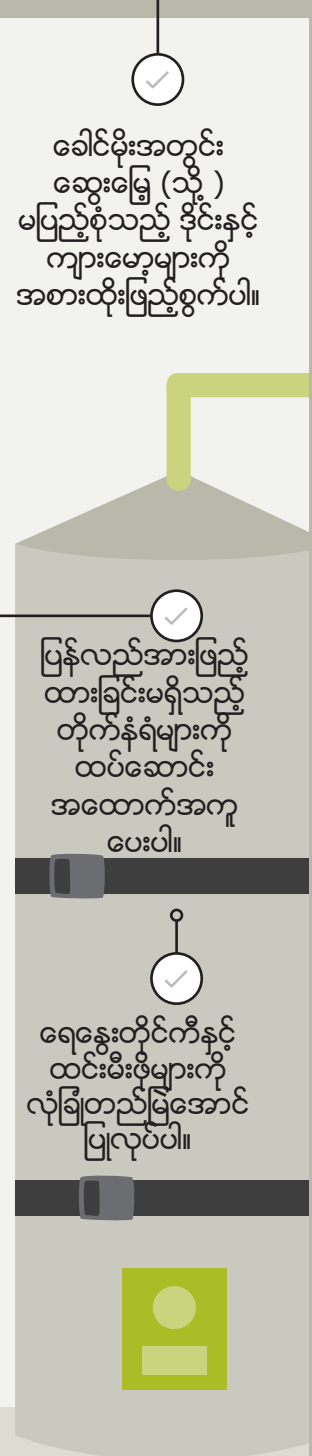 ခေါင်မိုးအတွင်း
ဆွေးမြွေ့ (သို့ )
မပြည့်စုံသည့် ဒိုင်းနှင့်
ကျားမော့များကို
အစားထိုးဖြည့်စွက်ပါ။
ပြန်လည်အားဖြည့်
ထားခြင်းမရှိသည့်
တိုက်နံရံများကို
ထပ်ဆောင်း
အထောက်အကူ
ပေးပါ။
ရေနွေးတိုင်ကီနှင့်
ထင်းမီးဖိုများကို
လုံခြုံတည်မြဲအောင်
ပြုလုပ်ပါ။